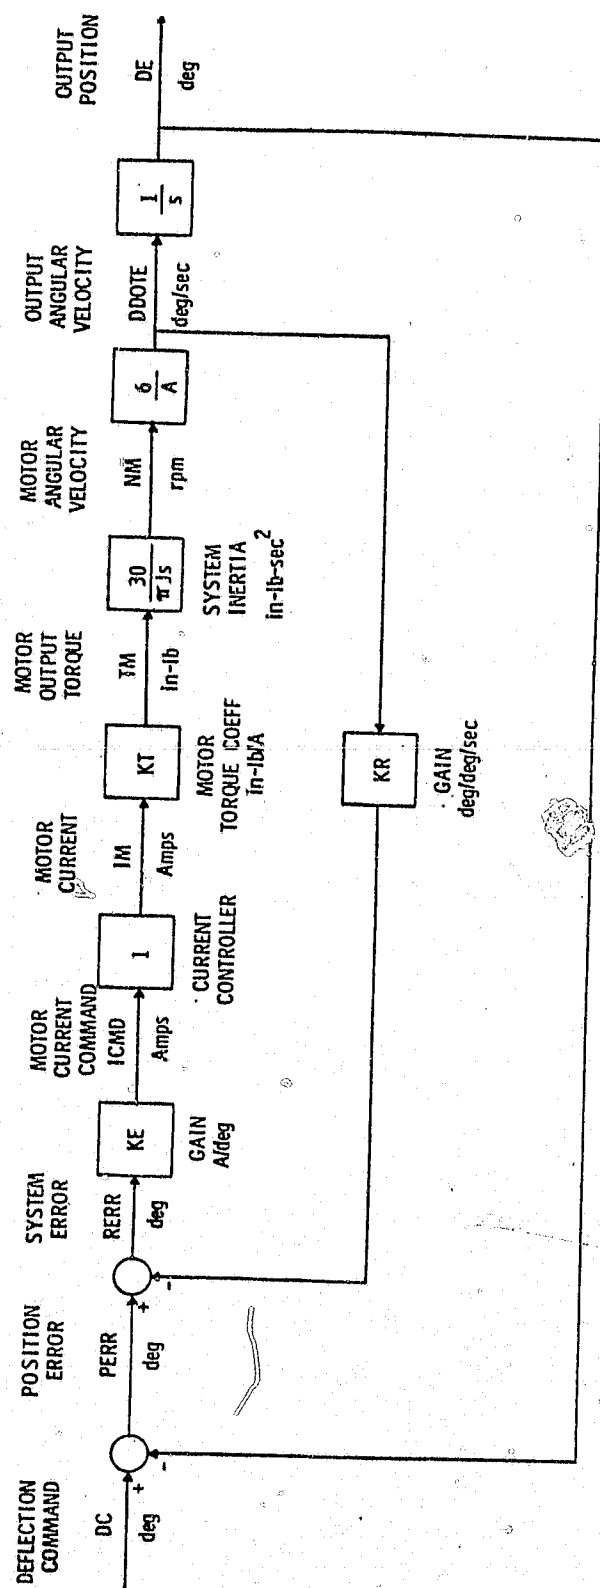 DEFLECTION
COMMAND
DC
deg
+
-
POSITION
ERROR
PERR
deg
+
-
SYSTEM
ERROR
RERR
deg
KE
GAIN
A/deg
MOTOR
CURRENT
COMMAND
ICMD
Amps
1
CURRENT
CONTROLLER
MOTOR
CURRENT
IM
Amps
KT
MOTOR
TORQUE COEFF
in-lb/A
MOTOR
OUTPUT
TORQUE
TM
in-lb
30
πJs
SYSTEM
INERTIA
in-lb-sec²
MOTOR
ANGULAR
VELOCITY
NM
rpm
6
A
OUTPUT
ANGULAR
VELOCITY
DDOTE
deg/sec
1
s
OUTPUT
POSITION
DE
deg
KR
GAIN
deg/deg/sec